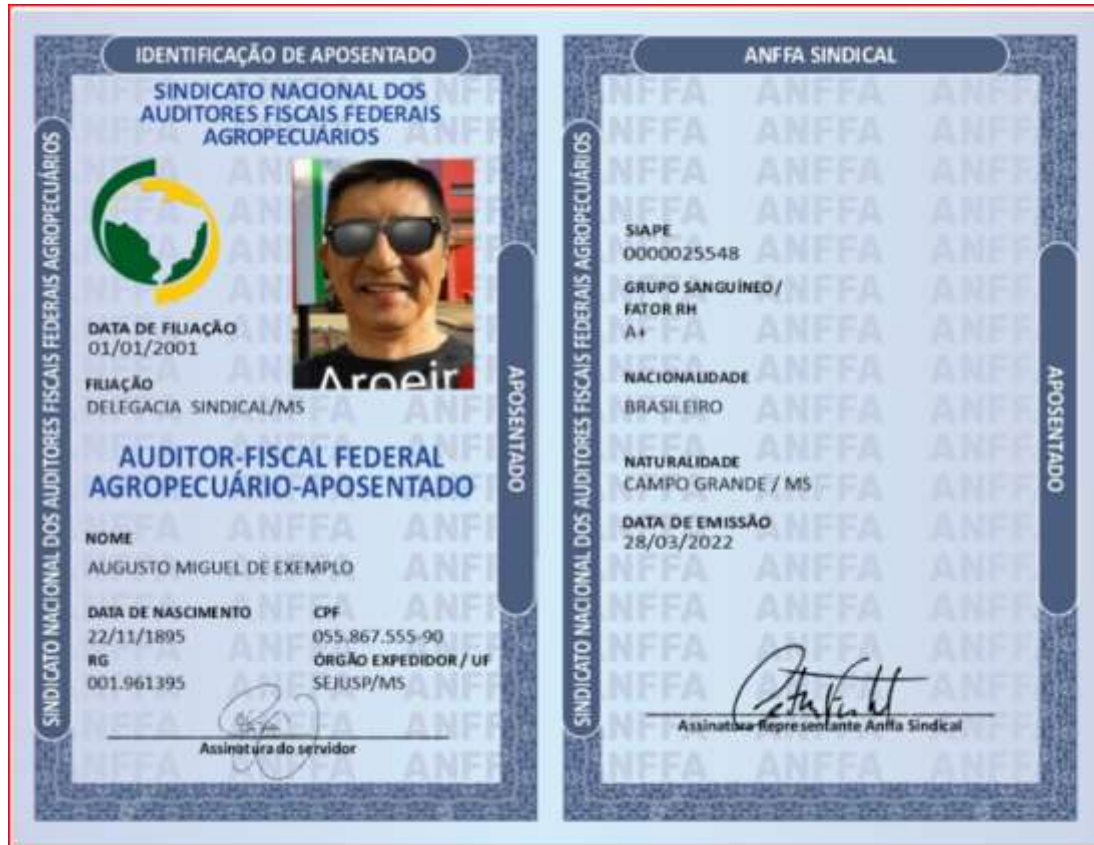 IDENTIFICAÇÃO DE APOSENTADO
SINDICATO NACIONAL DOS
AUDITORES FISCAIS FEDERAIS
AGROPECUÁRIOS
SINDICATO NACIONAL DOS AUDITORES FISCAIS FEDERAIS AGROPECUÁRIOS
APOSENTADO
Aroeir
DATA DE FILIAÇÃO
01/01/2001
FILIAÇÃO
DELEGACIA SINDICAL/MS
AUDITOR-FISCAL FEDERAL
AGROPECUÁRIO-APOSENTADO
NOME
AUGUSTO MIGUEL DE EXEMPLO
DATA DE NASCIMENTO CPF
22/11/1895 055.867.555-90
RG ÓRGÃO EXPEDIDOR / UF
001.961395 SEJUSP/MS
Assinatura do servidor
ANFFA SINDICAL
SINDICATO NACIONAL DOS AUDITORES FISCAIS FEDERAIS AGROPECUÁRIOS
APOSENTADO
ANFFA ANFFA ANFFA
SIAPE
0000025548
GRUPO SANGUÍNEO /
FATOR RH
A+
NACIONALIDADE
BRASILEIRO
NATURALIDADE
CAMPO GRANDE / MS
DATA DE EMISSÃO
28/03/2022
Assinatura Representante Anffa Sindical